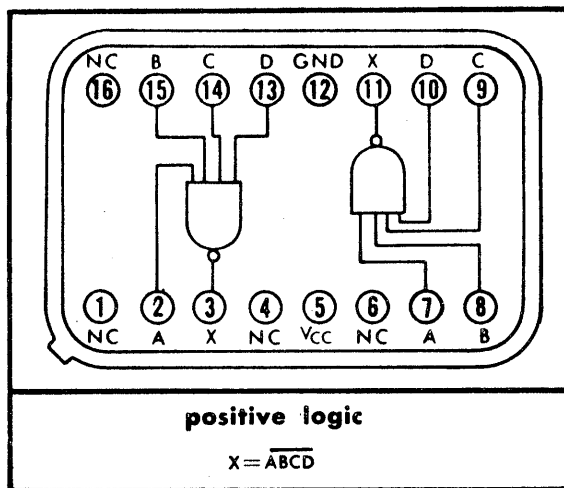 NC B C D GND X D C
16 15 14 13 12 11 10 9
1 2 3 4 5 6 7 8
NC A X NC VCC NC A B
positive logic
X = A̅B̅C̅D̅